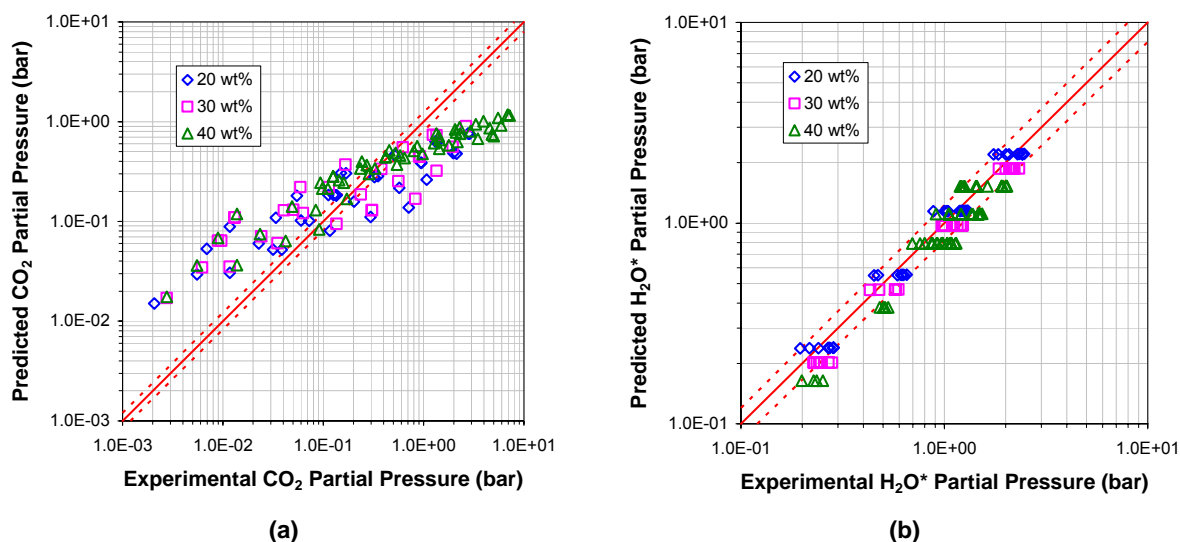 Predicted CO₂ Partial Pressure (bar)
1.0E+01
1.0E+00
1.0E-01
1.0E-02
1.0E-03
20 wt%
30 wt%
40 wt%
1.0E-03 1.0E-02 1.0E-01 1.0E+00 1.0E+01
Experimental CO₂ Partial Pressure (bar)
(a)
Predicted H₂O* Partial Pressure (bar)
1.0E+01
1.0E+00
1.0E-01
20 wt%
30 wt%
40 wt%
1.0E-01 1.0E+00 1.0E+01
Experimental H₂O* Partial Pressure (bar)
(b)